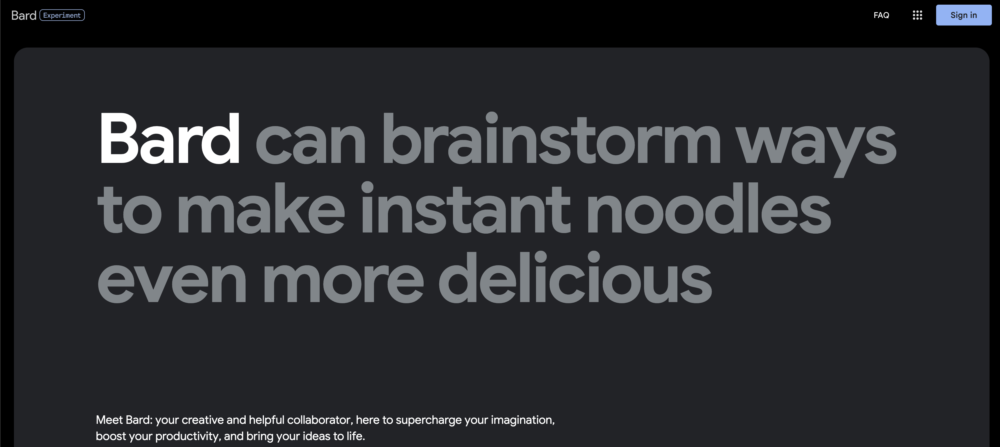 Bard Experiment
FAQ
Sign in
Bard can brainstorm ways
to make instant noodles
even more delicious
Meet Bard: your creative and helpful collaborator, here to supercharge your imagination,
boost your productivity, and bring your ideas to life.